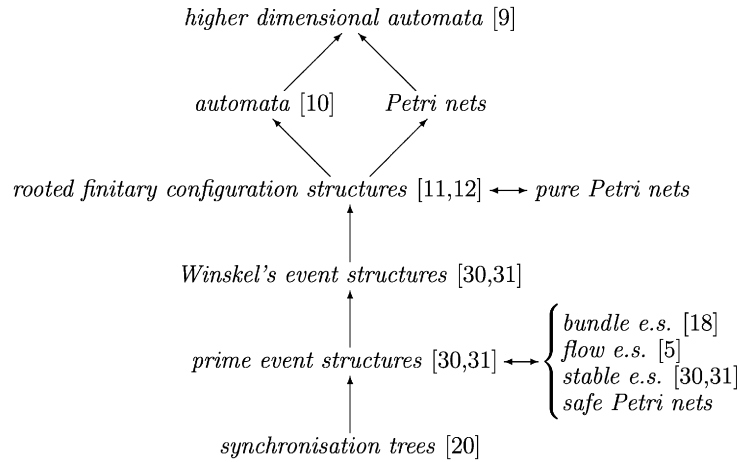 higher dimensional automata [9]
automata [10]
Petri nets
rooted finitary configuration structures [11,12]
pure Petri nets
Winskel's event structures [30,31]
prime event structures [30,31]
bundle e.s. [18]
flow e.s. [5]
stable e.s. [30,31]
safe Petri nets
synchronisation trees [20]